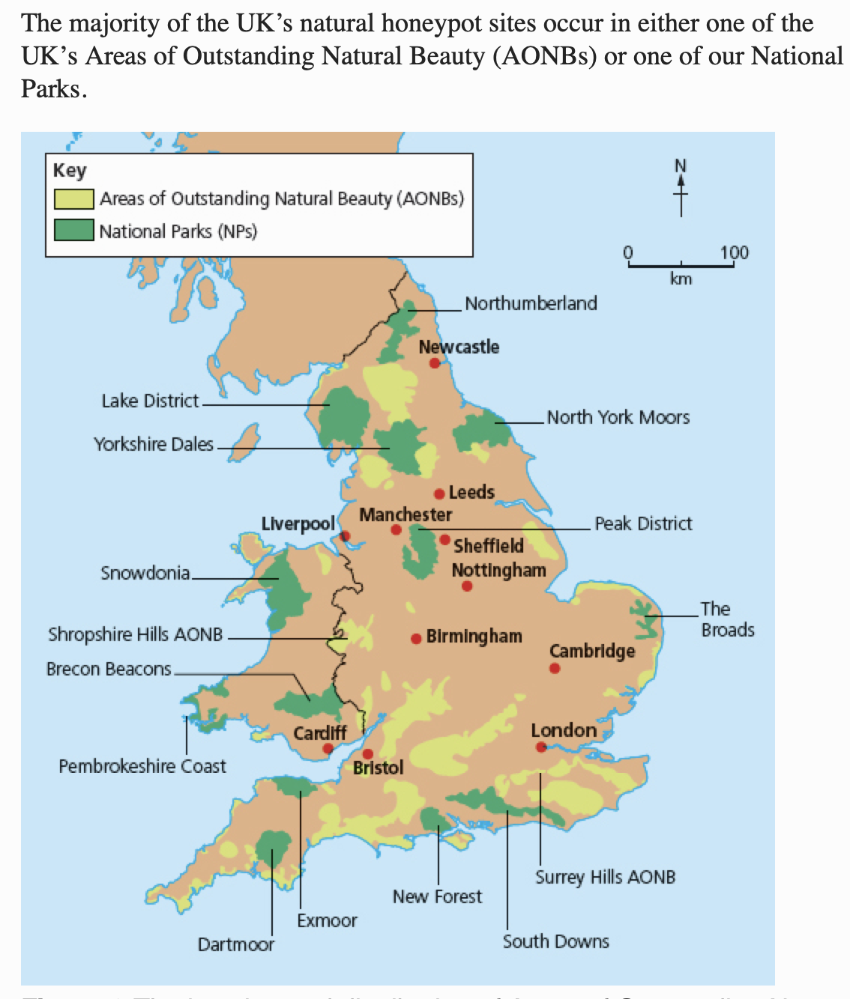 The majority of the UK’s natural honeypot sites occur in either one of the
UK’s Areas of Outstanding Natural Beauty (AONBs) or one of our National
Parks.
Key
Areas of Outstanding Natural Beauty (AONBs)
National Parks (NPs)
N
0 100
km
Northumberland
Newcastle
Lake District
North York Moors
Yorkshire Dales
Leeds
Manchester
Liverpool
Peak District
Sheffield
Nottingham
Snowdonia
The
Broads
Shropshire Hills AONB
Birmingham
Cambridge
Brecon Beacons
London
Cardiff
Pembrokeshire Coast
Bristol
Surrey Hills AONB
New Forest
Exmoor
South Downs
Dartmoor